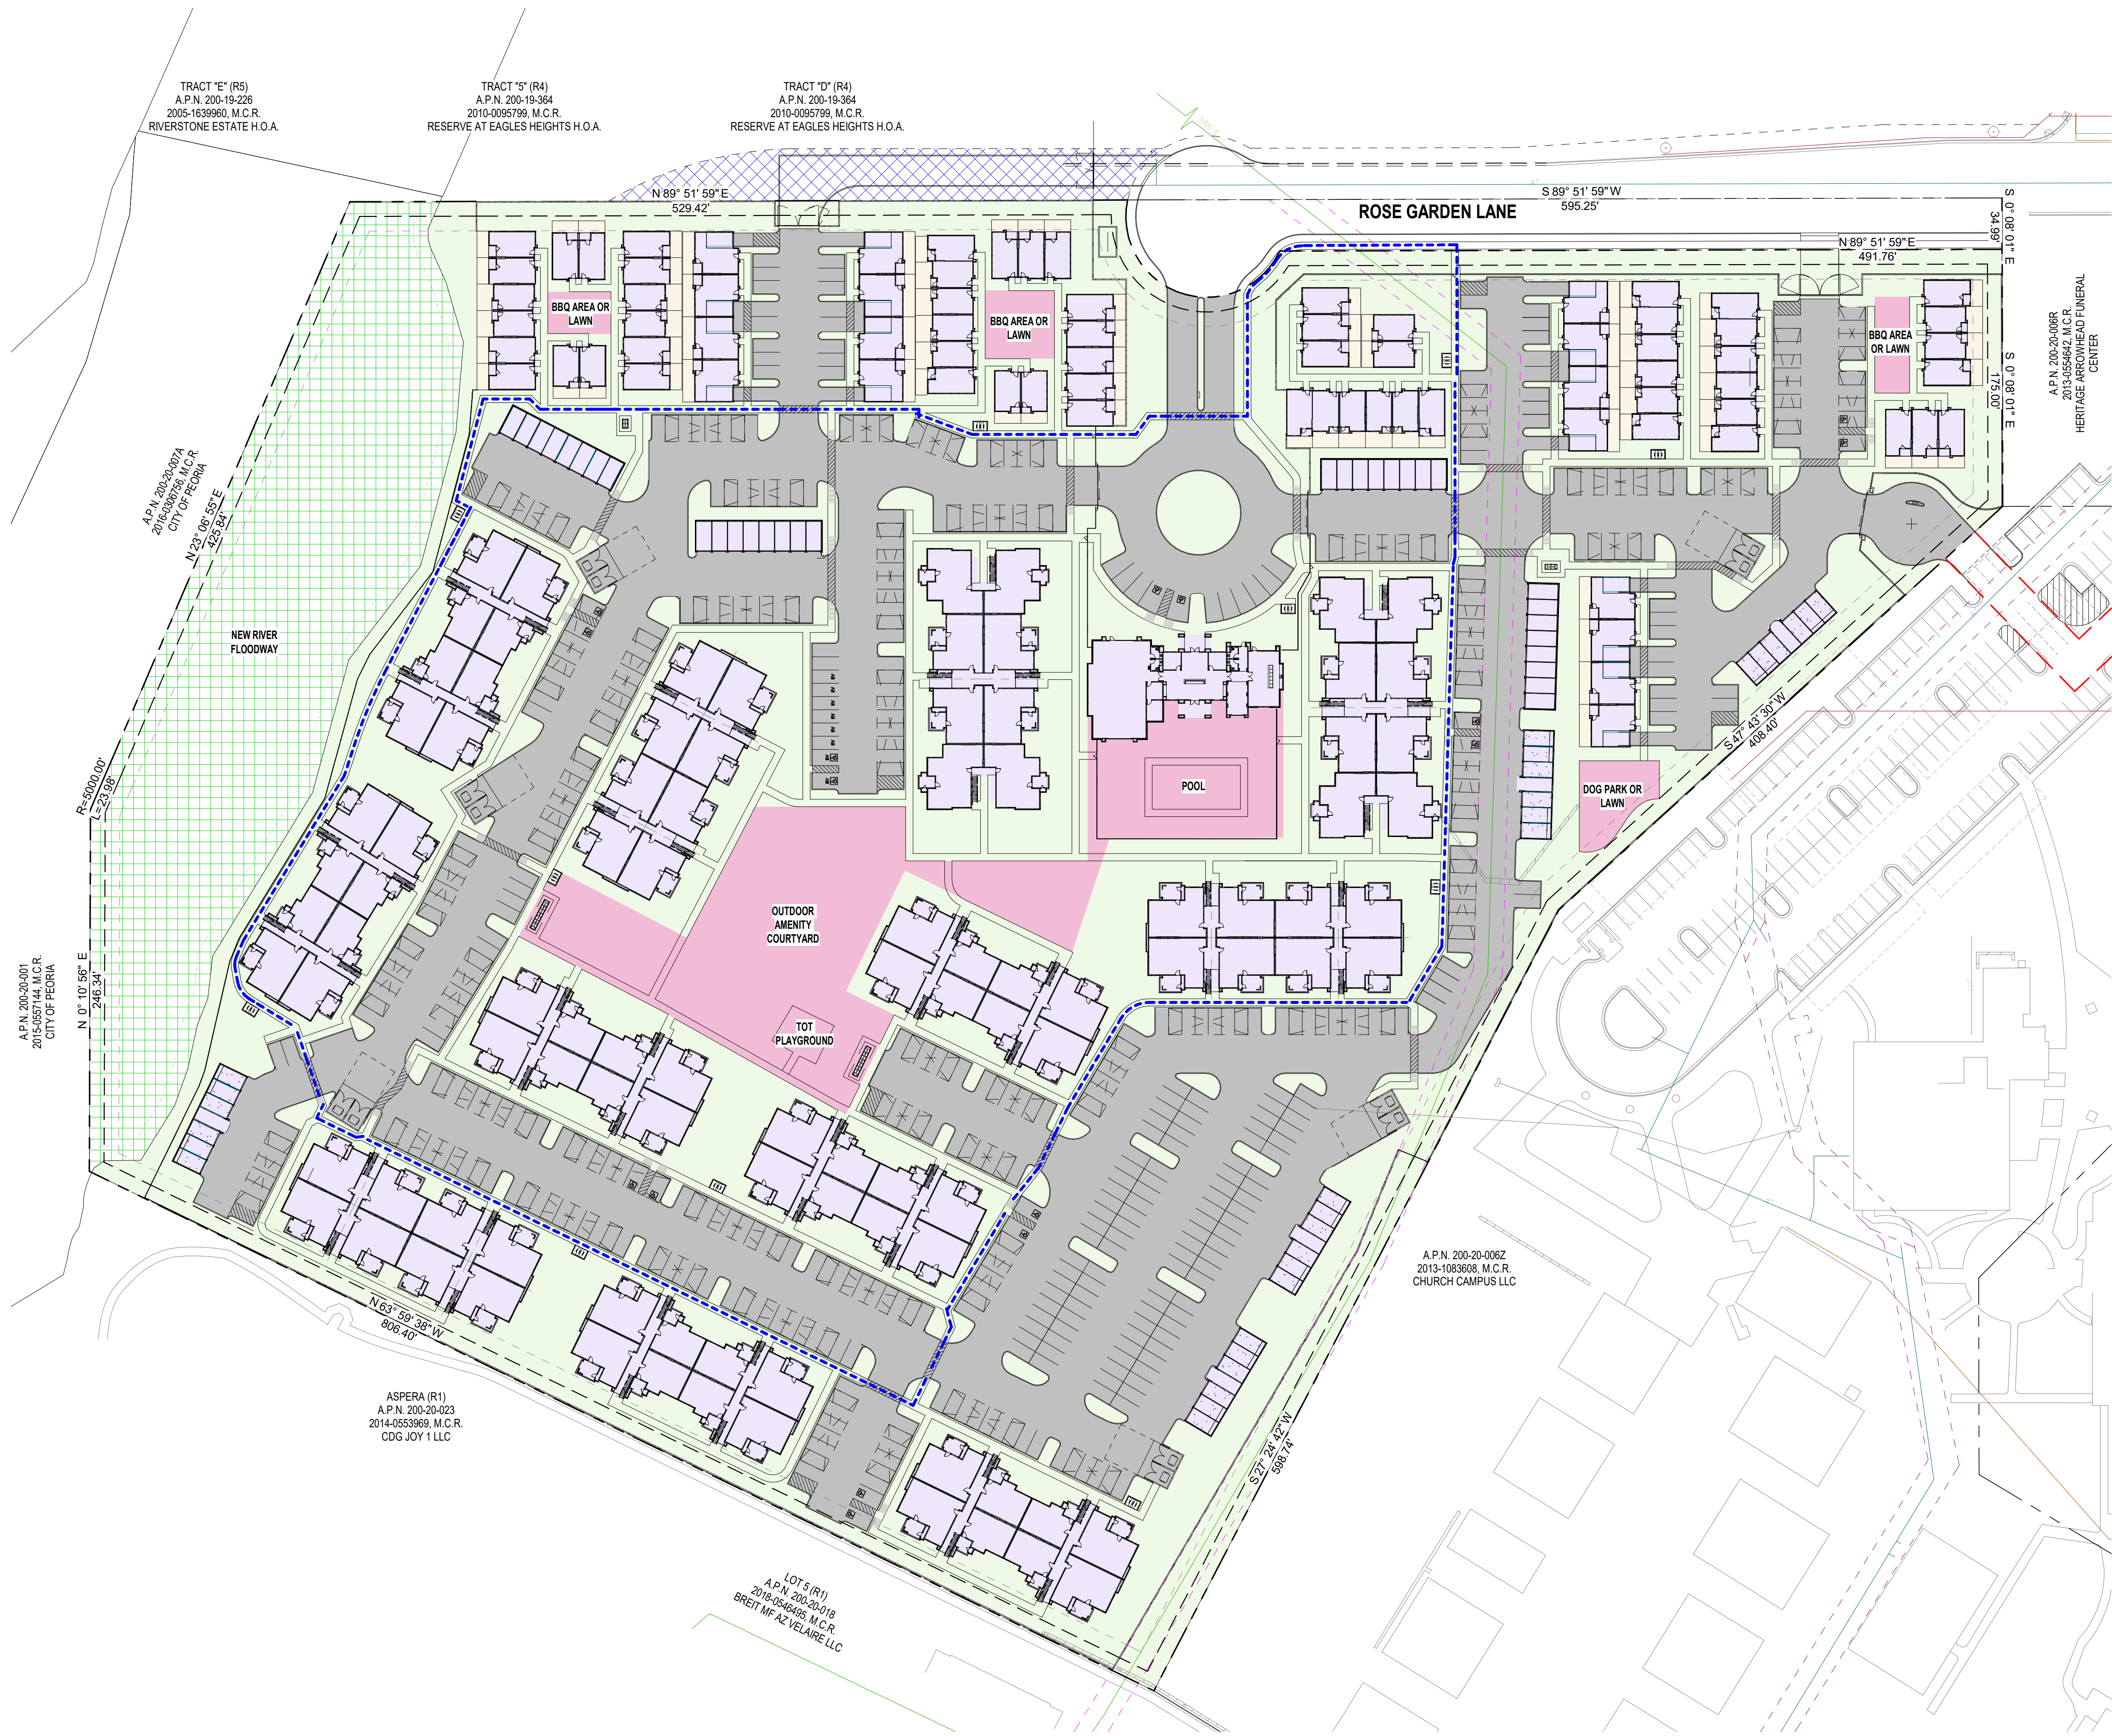 TRACT "E" (R5)
A.P.N. 200-19-226
2005-1639960, M.C.R.
RIVERSTONE ESTATE H.O.A.
TRACT "5" (R4)
A.P.N. 200-19-364
2010-0095799, M.C.R.
RESERVE AT EAGLES HEIGHTS H.O.A.
TRACT "D" (R4)
A.P.N. 200-19-364
2010-0095799, M.C.R.
RESERVE AT EAGLES HEIGHTS H.O.A.
N 89° 51' 59" E
529.42'
S 89° 51' 59" W
595.25'
ROSE GARDEN LANE
S 0° 08' 01" E
34.99'
N 89° 51' 59" E
491.76'
S 0° 08' 01" E
175.00'
A.P.N. 200-20-006R
2013-0554642, M.C.R.
HERITAGE ARROWHEAD FUNERAL
CENTER
BBQ AREA OR
LAWN
BBQ AREA OR
LAWN
BBQ AREA
OR LAWN
A.P.N. 200-20-007A
2016-0306756, M.C.R.
CITY OF PEORIA
N 23° 06' 55" E
425.84'
NEW RIVER
FLOODWAY
R=5000.00'
L=23.98'
POOL
DOG PARK OR
LAWN
S 47° 43' 30" W
408.40'
OUTDOOR
AMENITY
COURTYARD
TOT
PLAYGROUND
A.P.N. 200-20-001
2015-0557144, M.C.R.
CITY OF PEORIA
N 0° 10' 56" E
246.34'
N 63° 59' 38" W
806.40'
A.P.N. 200-20-006Z
2013-1083608, M.C.R.
CHURCH CAMPUS LLC
ASPERA (R1)
A.P.N. 200-20-023
2014-0553969, M.C.R.
CDG JOY 1 LLC
S 27° 24' 42" W
598.74'
LOT 5 (R1)
A.P.N. 200-20-018
2018-0546495, M.C.R.
BREIT MF AZ VELAIRE LLC